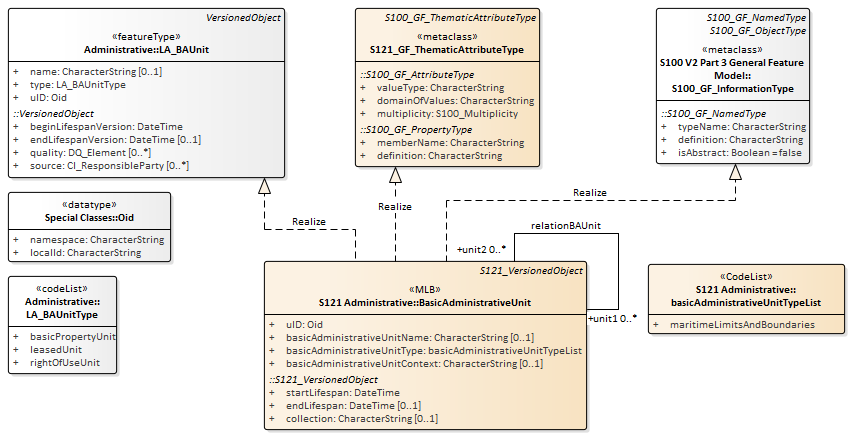 VersionedObject
«featureType»
Administrative::LA_BAUnit
+ name: CharacterString [0..1]
+ type: LA_BAUnitType
+ uID: Oid
::VersionedObject
+ beginLifespanVersion: DateTime
+ endLifespanVersion: DateTime [0..1]
+ quality: DQ_Element [0..*]
+ source: CI_ResponsibleParty [0..*]
S100_GF_ThematicAttributeType
«metaclass»
S121_GF_ThematicAttributeType
::S100_GF_AttributeType
+ valueType: CharacterString
+ domainOfValues: CharacterString
+ multiplicity: S100_Multiplicity
::S100_GF_PropertyType
+ memberName: CharacterString
+ definition: CharacterString
S100_GF_NamedType
S100_GF_ObjectType
«metaclass»
S100 V2 Part 3 General Feature
Model::
S100_GF_InformationType
::S100_GF_NamedType
+ typeName: CharacterString
+ definition: CharacterString
+ isAbstract: Boolean = false
«datatype»
Special Classes::Oid
+ namespace: CharacterString
+ localId: CharacterString
Realize
Realize
Realize
relationBAUnit
+unit2 0..*
+unit1 0..*
«codeList»
Administrative::
LA_BAUnitType
+ basicPropertyUnit
+ leasedUnit
+ rightOfUseUnit
S121_VersionedObject
«MLB»
S121 Administrative::BasicAdministrativeUnit
+ uID: Oid
+ basicAdministrativeUnitName: CharacterString [0..1]
+ basicAdministrativeUnitType: basicAdministrativeUnitTypeList
+ basicAdministrativeUnitContext: CharacterString [0..1]
::S121_VersionedObject
+ startLifespan: DateTime
+ endLifespan: DateTime [0..1]
+ collection: CharacterString [0..1]
«CodeList»
S121 Administrative::
basicAdministrativeUnitTypeList
+ maritimeLimitsAndBoundaries